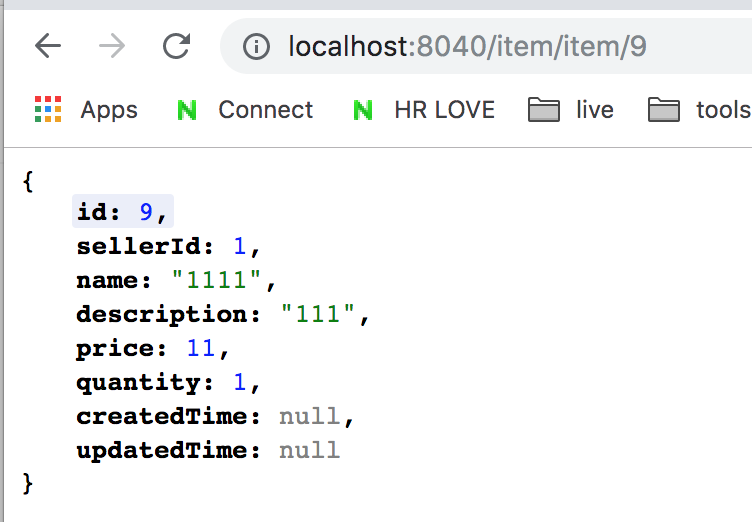 localhost:8040/item/item/9
Apps N Connect N HR LOVE live tools
{
id: 9,
sellerId: 1,
name: "1111",
description: "111",
price: 11,
quantity: 1,
createdTime: null,
updatedTime: null
}